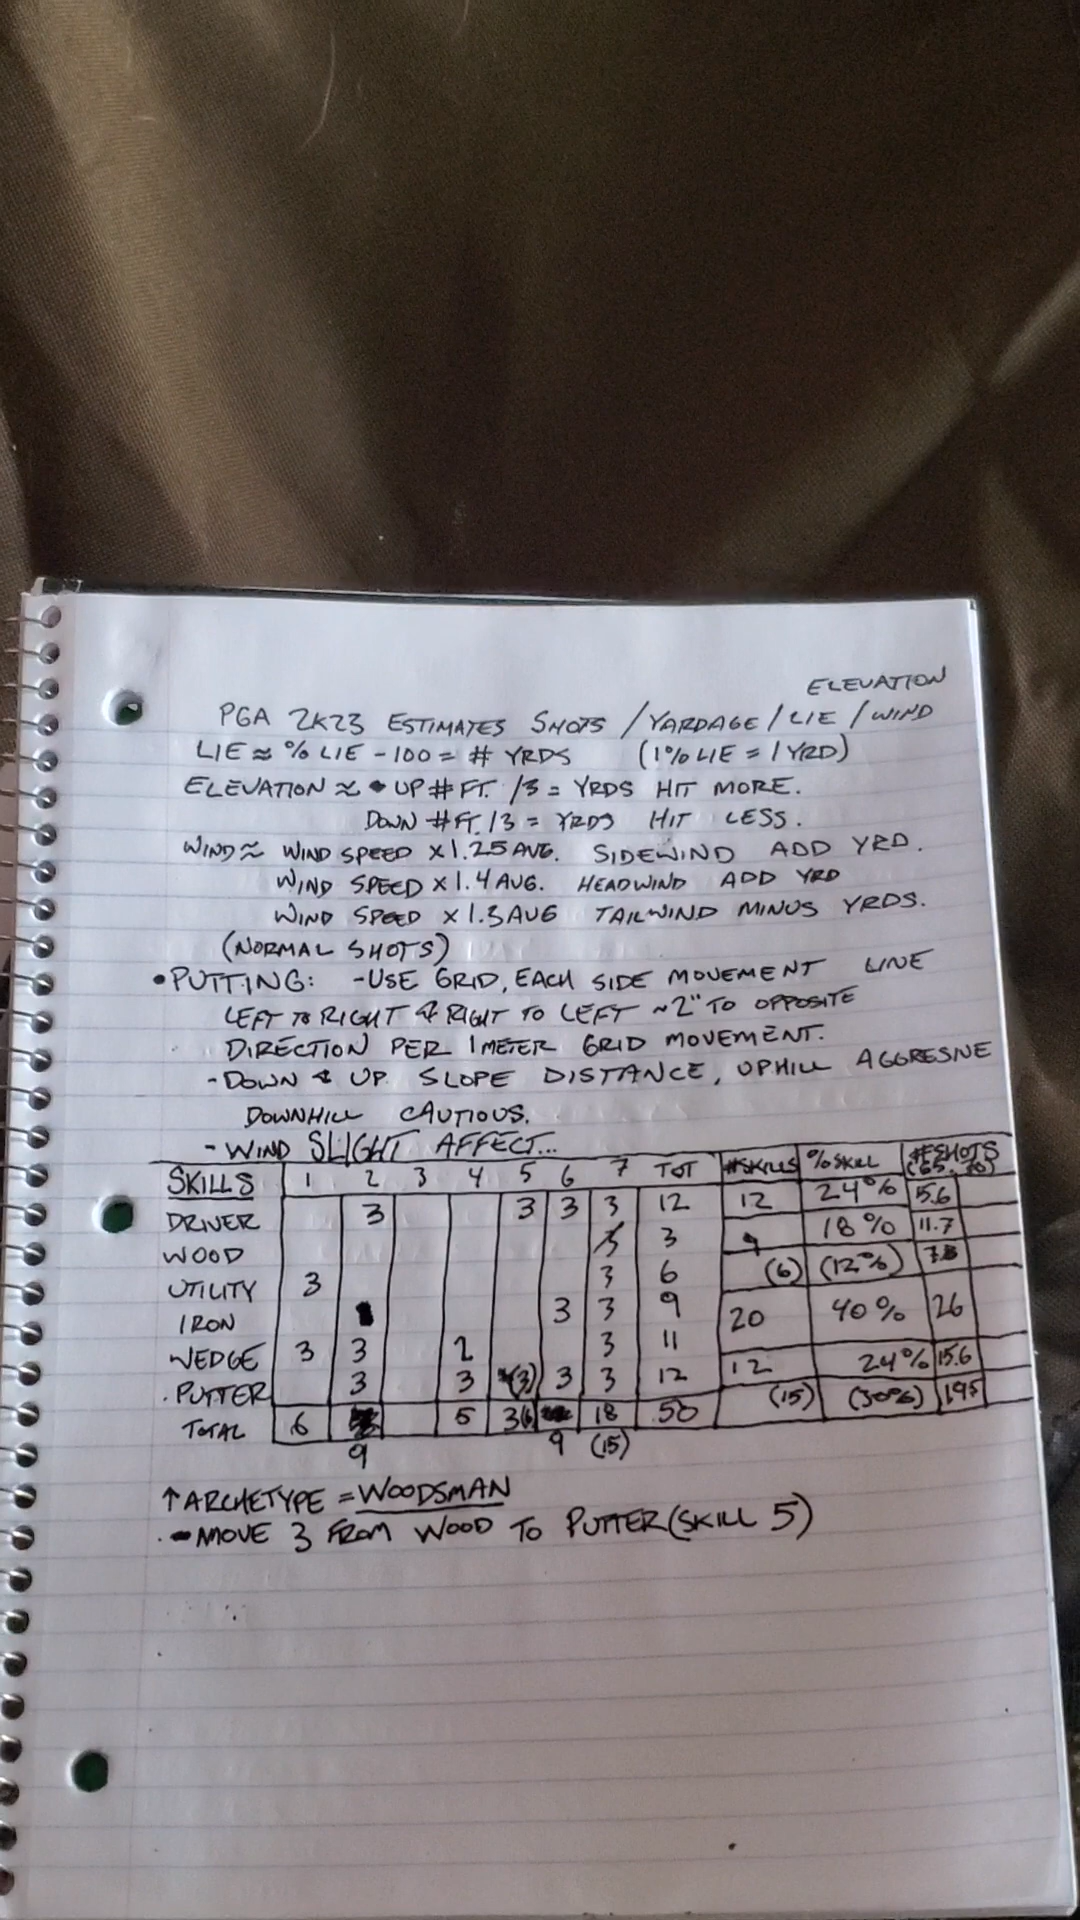 ELEVATION
PGA 2K23 ESTIMATES SHOTS / YARDAGE / LIE / WIND
LIE ≈ % LIE - 100 = # YRDS (1% LIE = 1 YRD)
ELEVATION ≈ UP # FT. /3 = YRDS HIT MORE.
DOWN # FT. /3 = YRDS HIT LESS.
WIND ≈ WIND SPEED X 1.25 AVG. SIDEWIND ADD YRD.
WIND SPEED X 1.4 AUG. HEADWIND ADD YRD
WIND SPEED X 1.3 AUG TAILWIND MINUS YRDS.
(NORMAL SHOTS)
• PUTTING: - USE GRID, EACH SIDE MOVEMENT LINE
LEFT TO RIGHT & RIGHT TO LEFT ~2" TO OPPOSITE
DIRECTION PER 1 METER GRID MOVEMENT.
- DOWN & UP SLOPE DISTANCE, UPHILL AGGRESIVE
DOWNHILL CAUTIOUS.
- WIND SLIGHT AFFECT...
SKILLS 1 2 3 4 5 6 7 TOT #SKILLS % SKILL #SHOTS
DRIVER 3 3 3 3 12 12 24% 5.6
WOOD 3 3 9 18% 11.7
UTILITY 3 3 6 (6) (12%)
IRON 3 3 9 20 40% 26
WEDGE 3 3 2 3 11
PUTTER 3 3 (3) 3 3 12 12 24% 15.6
(15) (30%) 195
TOTAL 6 5 3 18 50
9 9 (15)
↑ ARCHETYPE = WOODSMAN
- MOVE 3 FROM WOOD TO PUTTER (SKILL 5)